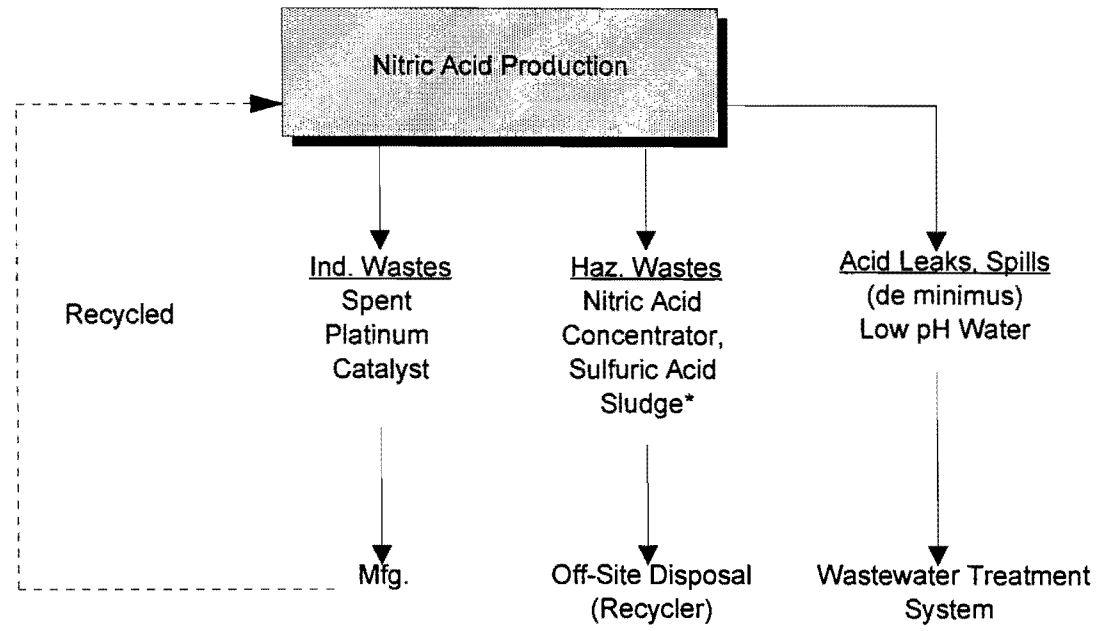 Nitric Acid Production
Recycled
Ind. Wastes
Spent
Platinum
Catalyst
Haz. Wastes
Nitric Acid
Concentrator,
Sulfuric Acid
Sludge*
Acid Leaks, Spills
(de minimus)
Low pH Water
Mfg.
Off-Site Disposal
(Recycler)
Wastewater Treatment
System